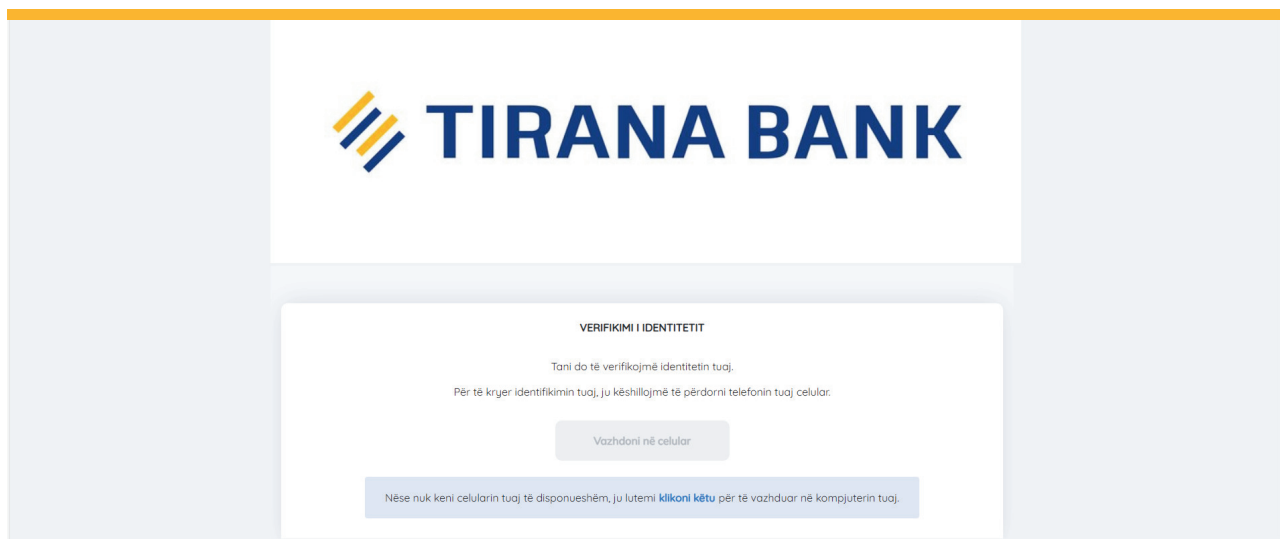 TIRANA BANK
VERIFIKIMI I IDENTITETIT
Tani do të verifikojmë identitetin tuaj.
Për të kryer identifikimin tuaj, ju këshillojmë të përdorni telefonin tuaj celular.
Vazhdoni në celular
Nëse nuk keni celularin tuaj të disponueshëm, ju lutemi klikoni këtu për të vazhduar në kompjuterin tuaj.